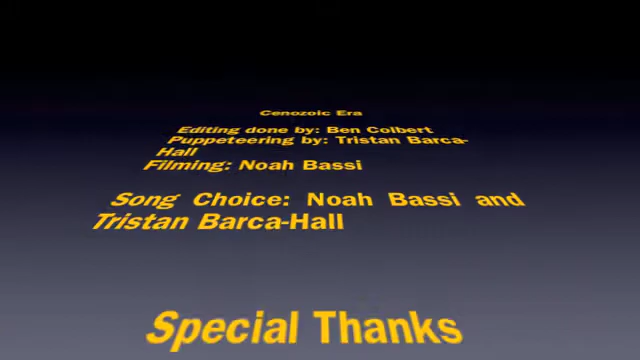 Cenozoic Era
Editing done by: Ben Colbert
Puppeteering by: Tristan Barca-
Hall
Filming: Noah Bassi
Song Choice: Noah Bassi and
Tristan Barca-Hall
Special Thanks